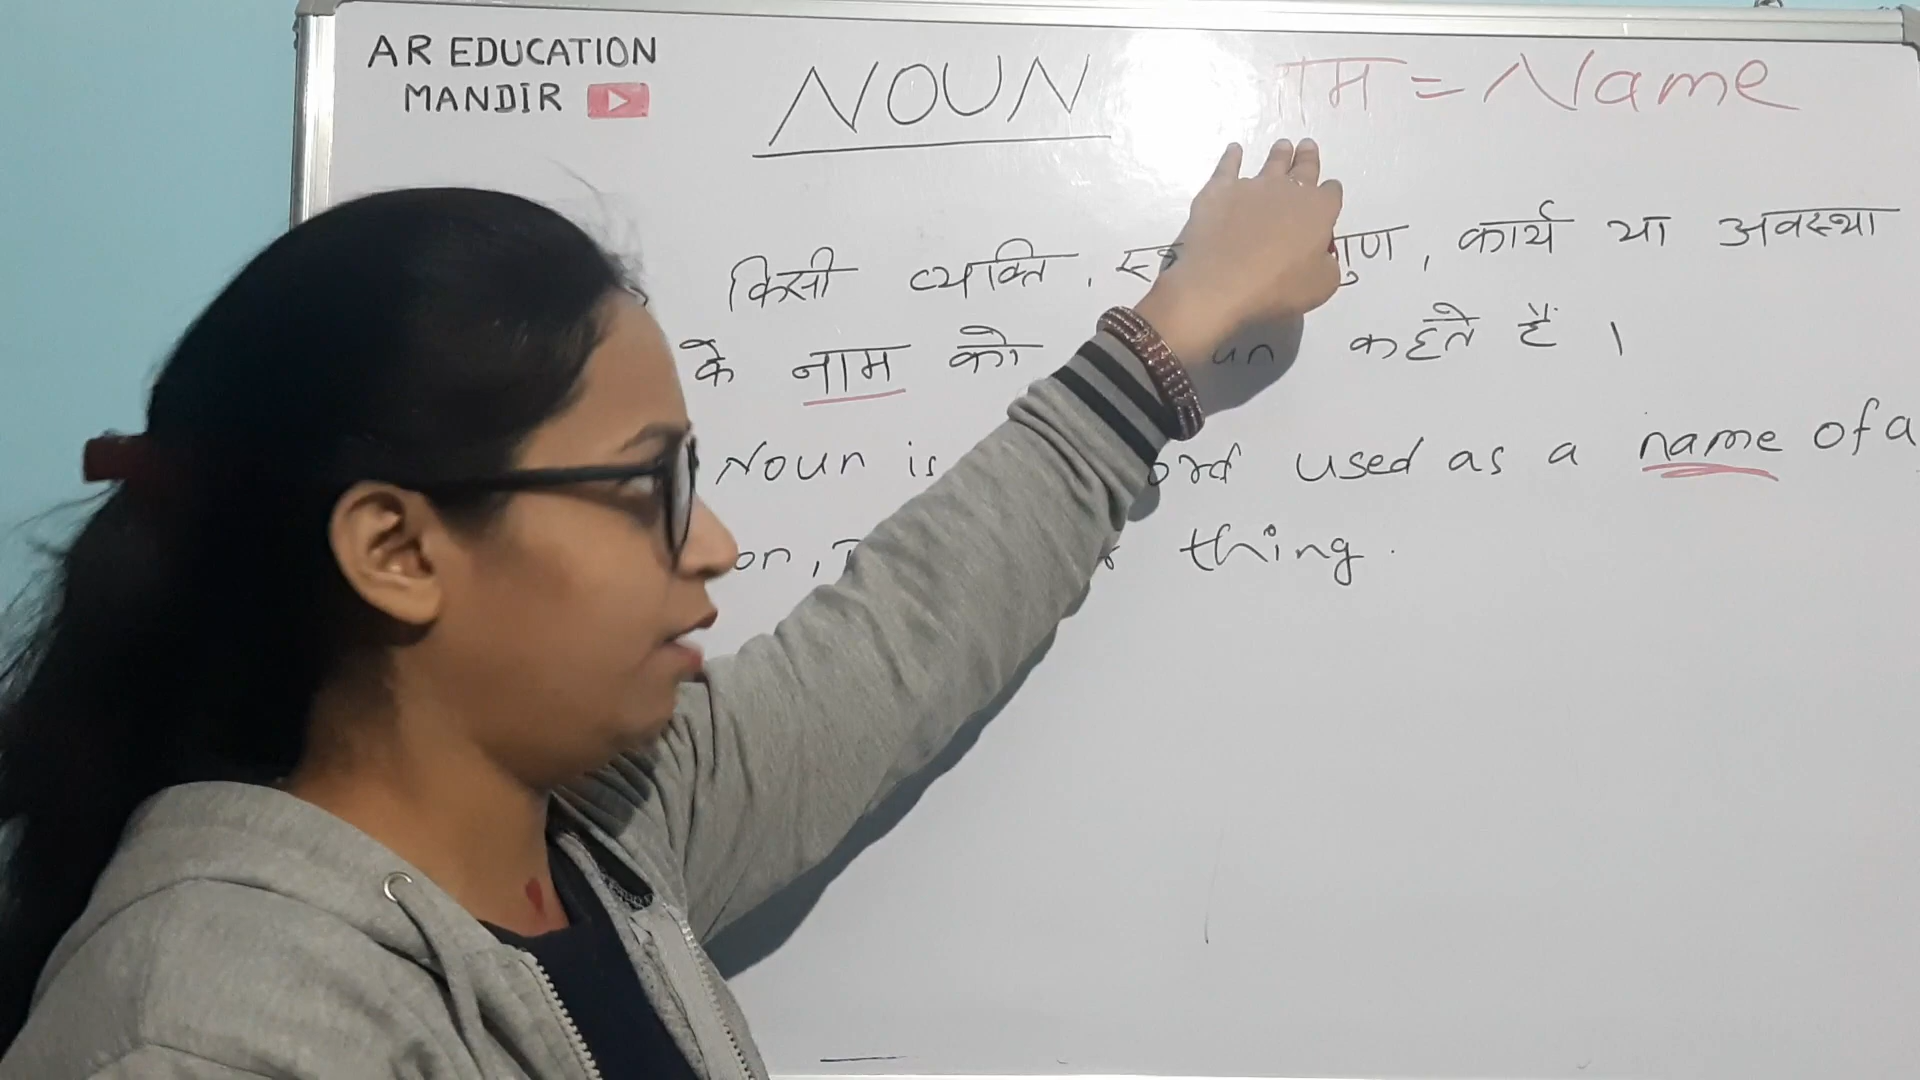 AR EDUCATION
MANDIR
NOUN
= Name
किसी व्यक्ति, गुण, कार्य या अवस्था
के नाम को कहते हैं ।
Noun is used as a name of a
thing.